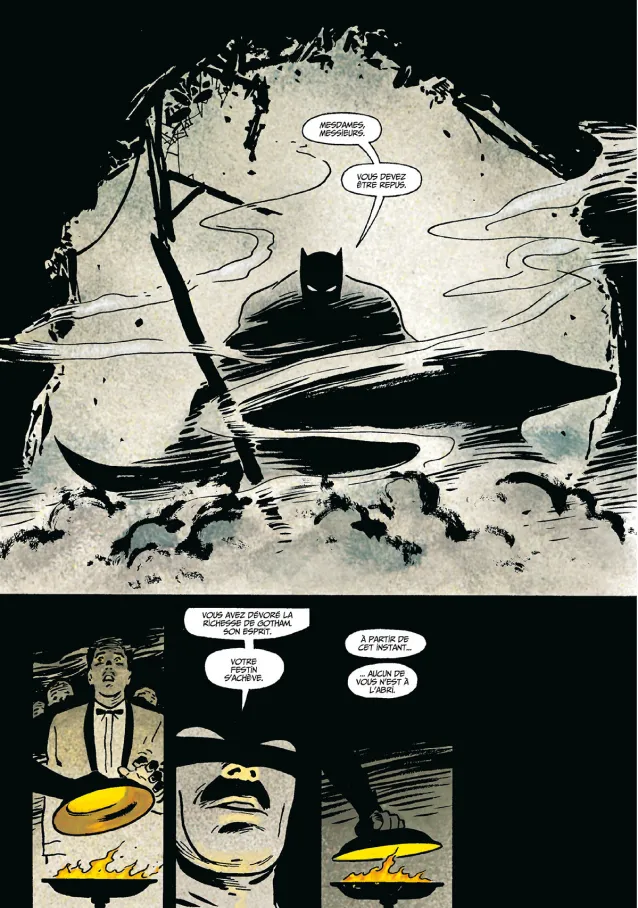 MESDAMES,
MESSIEURS.
VOUS DEVEZ
ÊTRE REPUS.
VOUS AVEZ DÉVORÉ LA
RICHESSE DE GOTHAM.
SON ESPRIT.
VOTRE
FESTIN
S'ACHÈVE.
À PARTIR DE
CET INSTANT...
... AUCUN DE
VOUS N'EST À
L'ABRI.